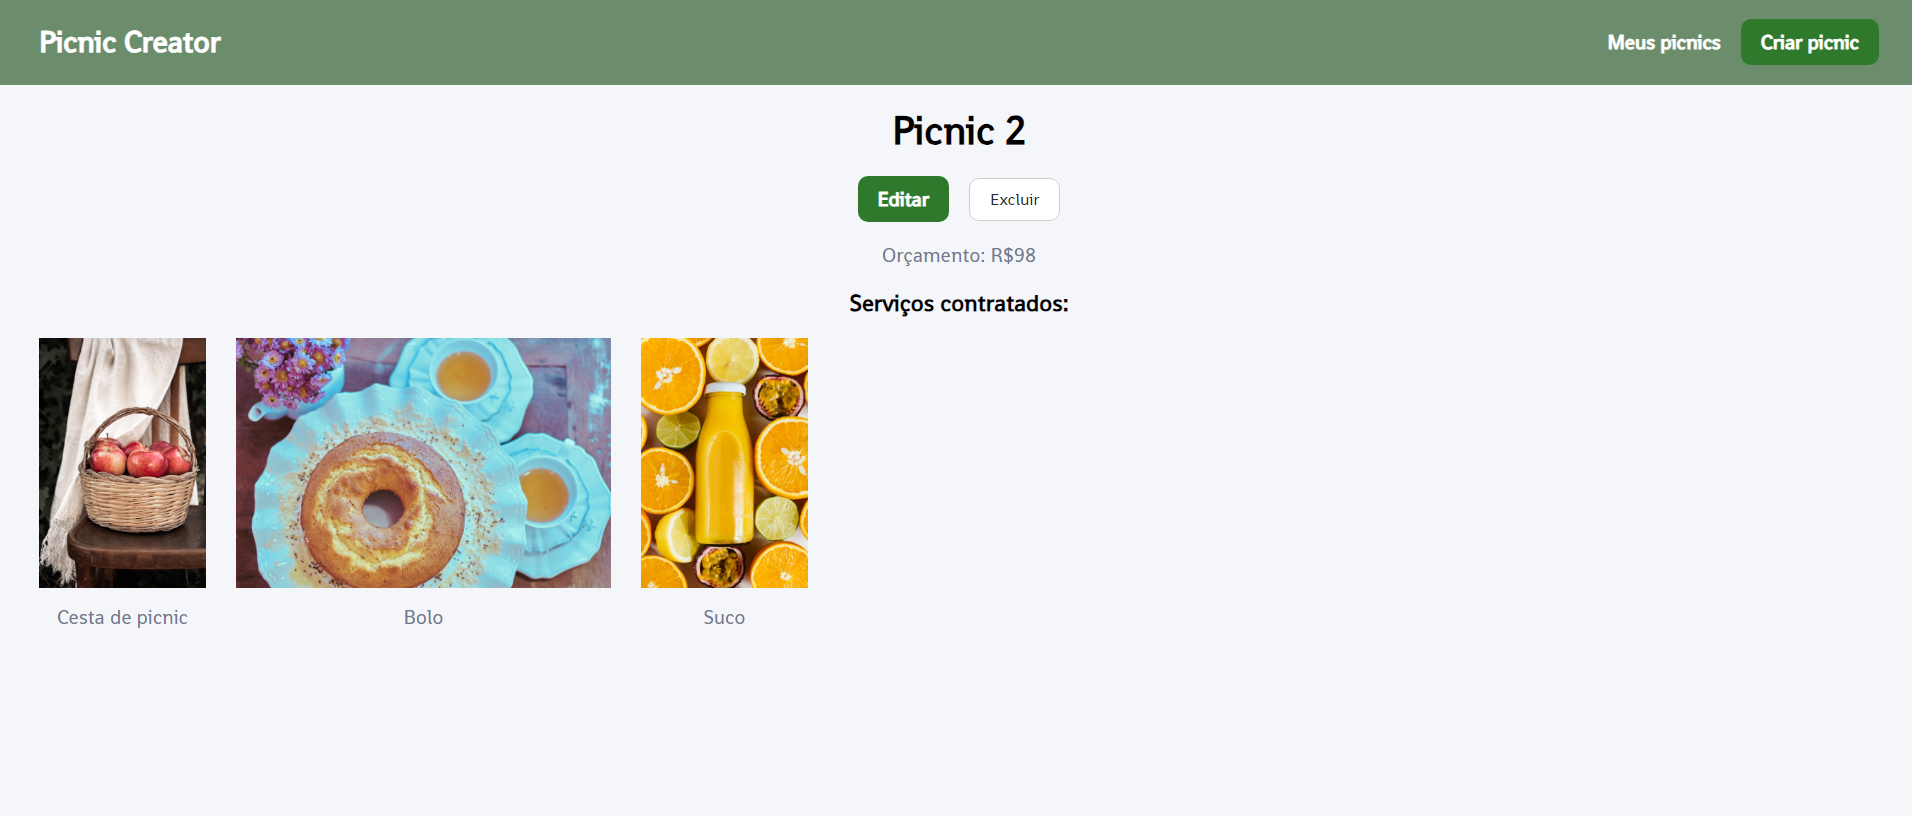 Picnic Creator
Meus picnics
Criar picnic
Picnic 2
Editar
Excluir
Orçamento: R$98
Serviços contratados:
Cesta de picnic
Bolo
Suco